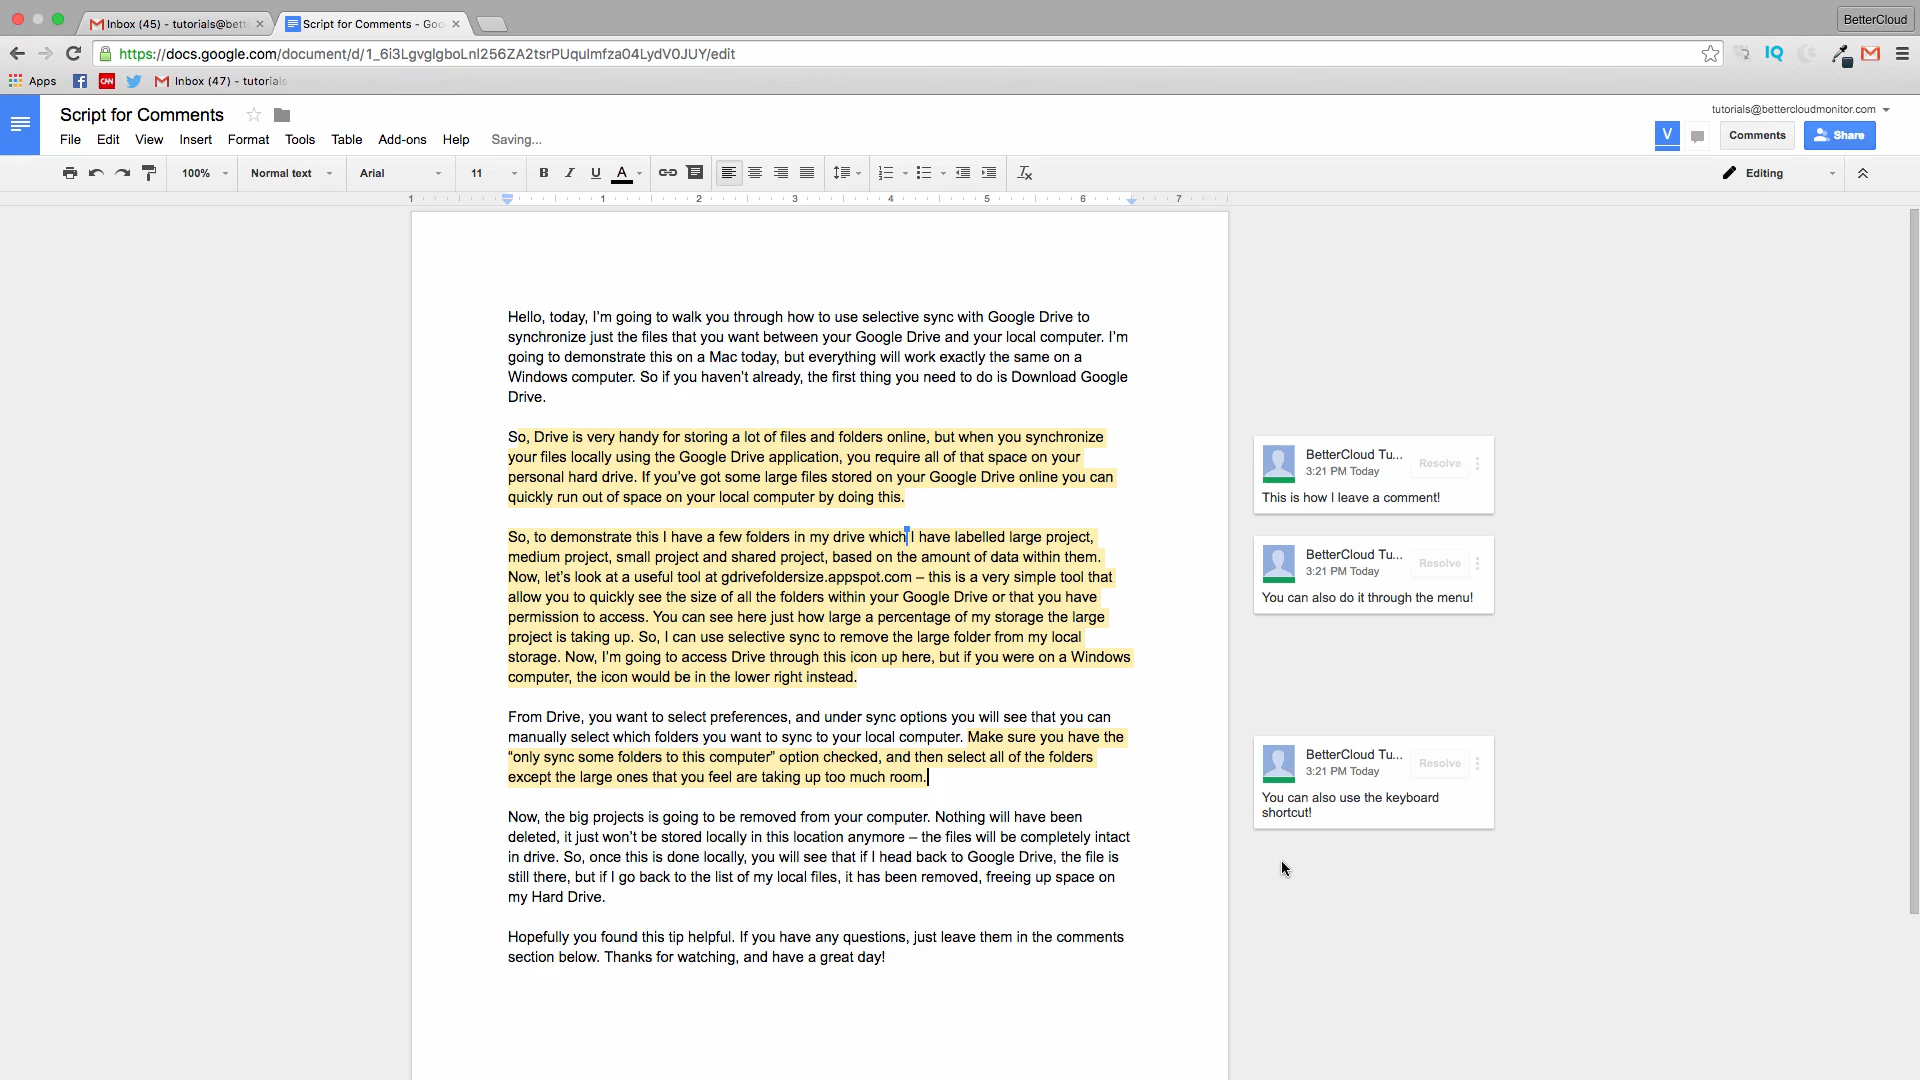 Inbox (45) - tutorials@bett
Script for Comments - Goo
BetterCloud
https://docs.google.com/document/d/1_6i3LgvglgboLnI256ZA2tsrPUquImfza04LydV0JUY/edit
IQ
Apps
CNN
Inbox (47) - tutorials
Script for Comments
tutorials@bettercloudmonitor.com
File Edit View Insert Format Tools Table Add-ons Help Saving...
V
Comments
Share
100% Normal text Arial 11 B I U A Editing
1 1 2 3 4 5 6 7
Hello, today, I’m going to walk you through how to use selective sync with Google Drive to
synchronize just the files that you want between your Google Drive and your local computer. I’m
going to demonstrate this on a Mac today, but everything will work exactly the same on a
Windows computer. So if you haven’t already, the first thing you need to do is Download Google
Drive.
So, Drive is very handy for storing a lot of files and folders online, but when you synchronize
your files locally using the Google Drive application, you require all of that space on your
personal hard drive. If you’ve got some large files stored on your Google Drive online you can
quickly run out of space on your local computer by doing this.
So, to demonstrate this I have a few folders in my drive which I have labelled large project,
medium project, small project and shared project, based on the amount of data within them.
Now, let’s look at a useful tool at gdrivefoldersize.appspot.com – this is a very simple tool that
allow you to quickly see the size of all the folders within your Google Drive or that you have
permission to access. You can see here just how large a percentage of my storage the large
project is taking up. So, I can use selective sync to remove the large folder from my local
storage. Now, I’m going to access Drive through this icon up here, but if you were on a Windows
computer, the icon would be in the lower right instead.
From Drive, you want to select preferences, and under sync options you will see that you can
manually select which folders you want to sync to your local computer. Make sure you have the
“only sync some folders to this computer” option checked, and then select all of the folders
except the large ones that you feel are taking up too much room.
Now, the big projects is going to be removed from your computer. Nothing will have been
deleted, it just won’t be stored locally in this location anymore – the files will be completely intact
in drive. So, once this is done locally, you will see that if I head back to Google Drive, the file is
still there, but if I go back to the list of my local files, it has been removed, freeing up space on
my Hard Drive.
Hopefully you found this tip helpful. If you have any questions, just leave them in the comments
section below. Thanks for watching, and have a great day!
BetterCloud Tu...
3:21 PM Today
Resolve
This is how I leave a comment!
BetterCloud Tu...
3:21 PM Today
Resolve
You can also do it through the menu!
BetterCloud Tu...
3:21 PM Today
Resolve
You can also use the keyboard
shortcut!